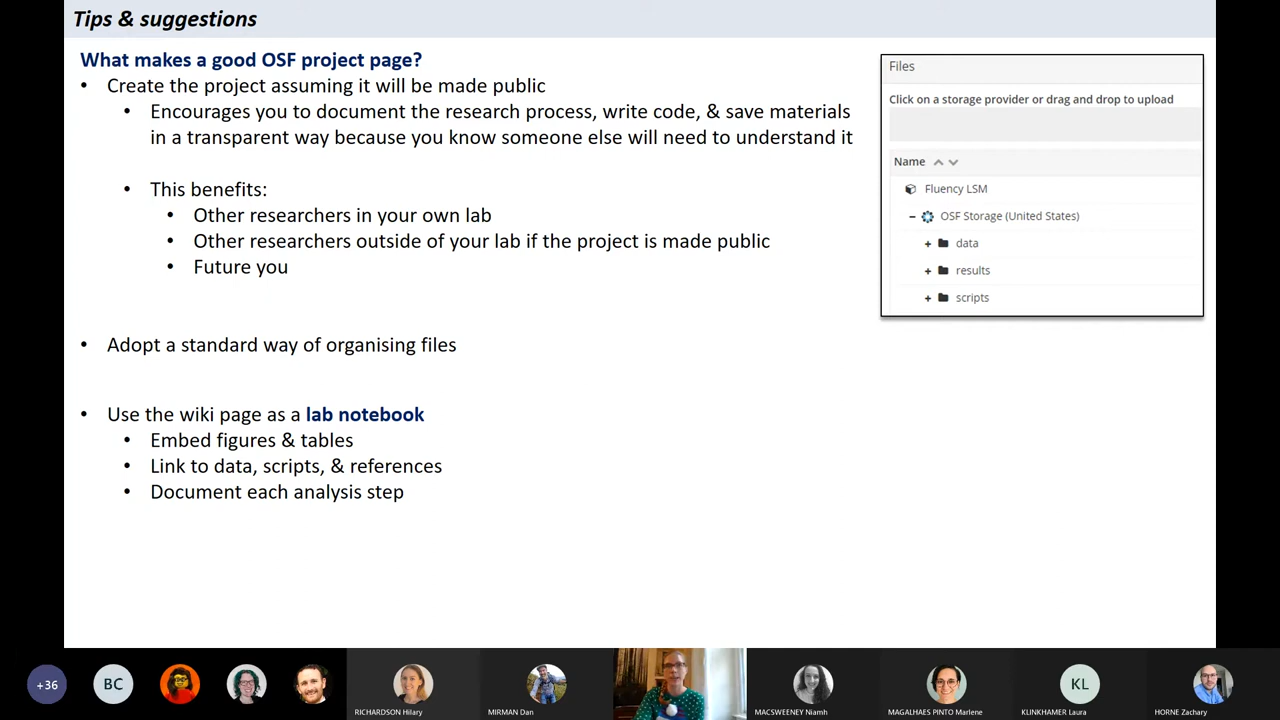 Tips & suggestions
What makes a good OSF project page?
• Create the project assuming it will be made public
• Encourages you to document the research process, write code, & save materials
in a transparent way because you know someone else will need to understand it
• This benefits:
• Other researchers in your own lab
• Other researchers outside of your lab if the project is made public
• Future you
• Adopt a standard way of organising files
• Use the wiki page as a lab notebook
• Embed figures & tables
• Link to data, scripts, & references
• Document each analysis step
Files
Click on a storage provider or drag and drop to upload
Name
Fluency LSM
OSF Storage (United States)
data
results
scripts
+36
BC
RICHARDSON Hilary
MIRMAN Dan
MACSWEENEY Niamh
MAGALHAES PINTO Marlene
KL
KLINKHAMER Laura
HORNE Zachary